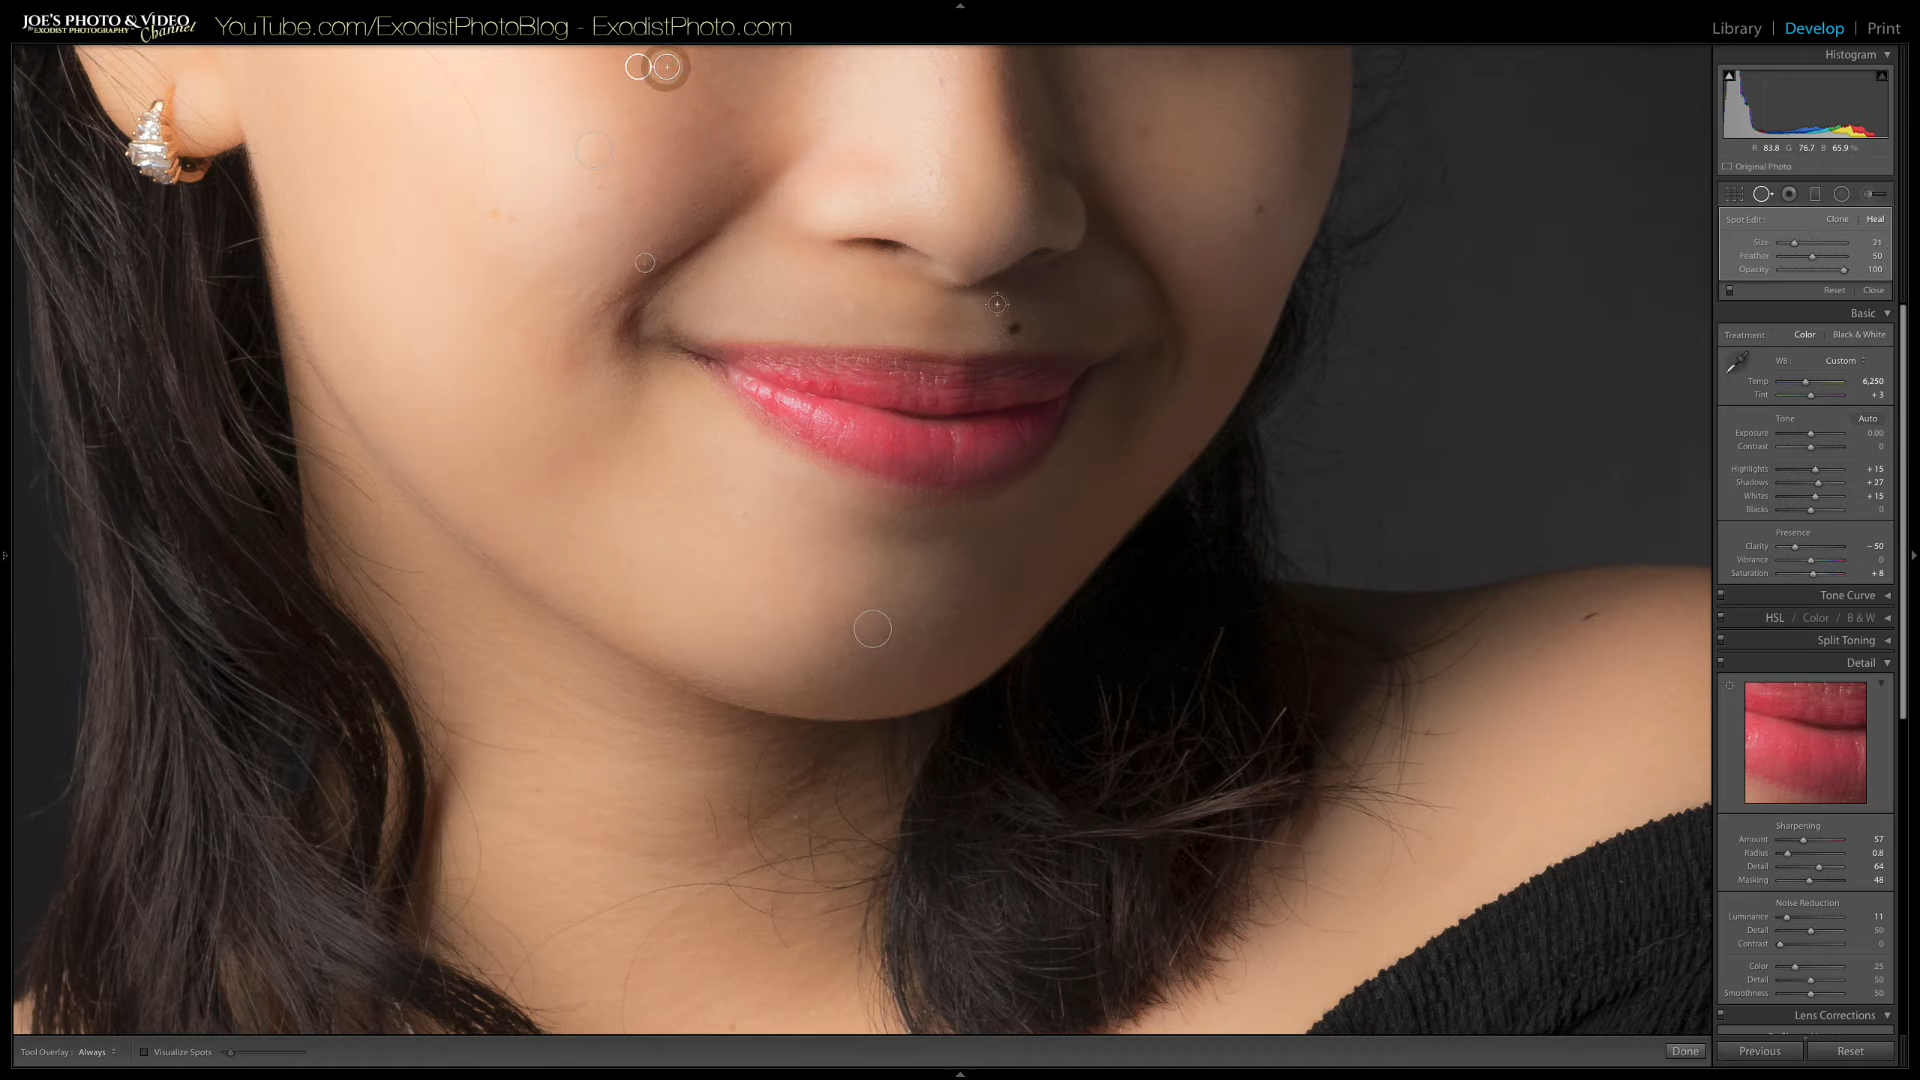 JOE'S PHOTO & VIDEO
BY EXODIST PHOTOGRAPHY
Channel
YouTube.com/ExodistPhotoBlog - ExodistPhoto.com
Library | Develop | Print
Histogram
R 83.8 G 76.7 B 65.9 %
Original Photo
Spot Edit : Clone Heal
Size 21
Feather 50
Opacity 100
Reset Close
Basic
Treatment : Color Black & White
WB : Custom
Temp 6,250
Tint + 3
Tone Auto
Exposure 0.00
Contrast 0
Highlights + 15
Shadows + 27
Whites + 15
Blacks 0
Presence
Clarity - 50
Vibrance 0
Saturation + 8
Tone Curve
HSL / Color / B & W
Split Toning
Detail
Sharpening
Amount 57
Radius 0.8
Detail 64
Masking 48
Noise Reduction
Luminance 11
Detail 50
Contrast 0
Color 25
Detail 50
Smoothness 50
Lens Corrections
Tool Overlay : Always Visualize Spots Done Previous Reset